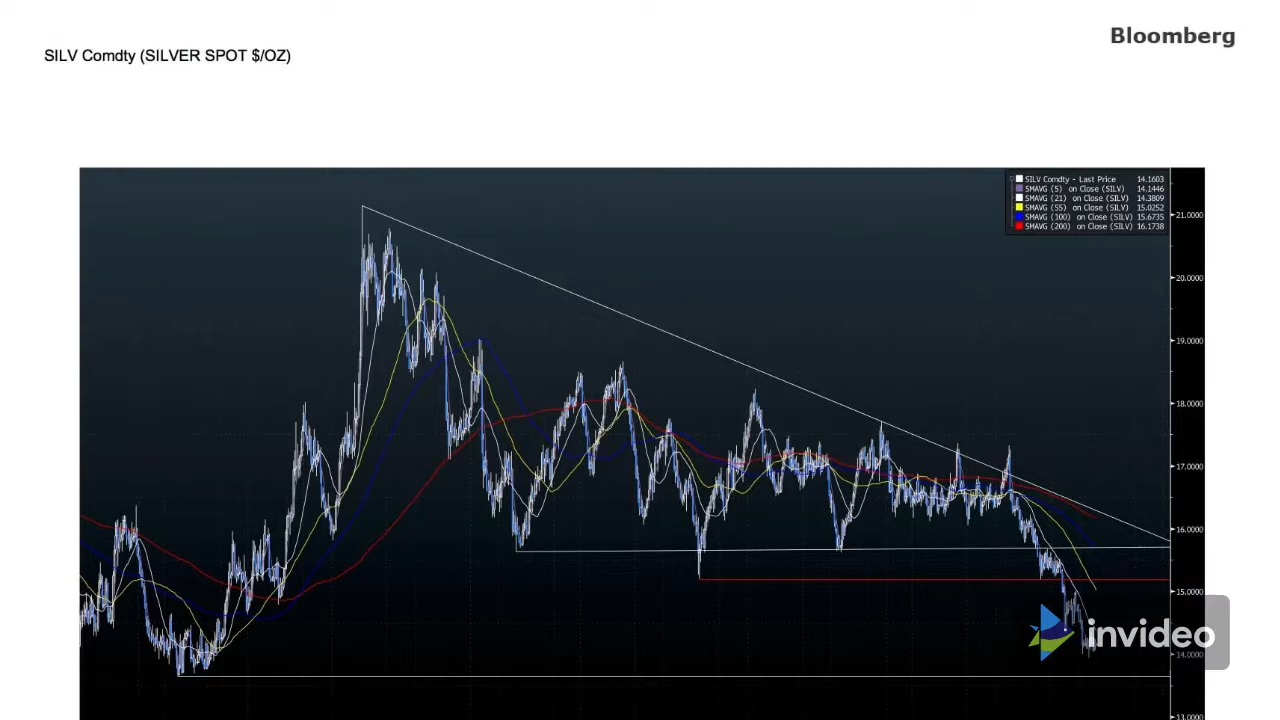 Bloomberg
SILV Comdty (SILVER SPOT $/OZ)
SILV Comdty - Last Price 14.1603
SMAVG (5) on Close (SILV) 14.1446
SMAVG (21) on Close (SILV) 14.3809
SMAVG (55) on Close (SILV) 15.0252
SMAVG (100) on Close (SILV) 15.6735
SMAVG (200) on Close (SILV) 16.1738
21.0000
20.0000
19.0000
18.0000
17.0000
16.0000
15.0000
invideo
14.0000
13.0000